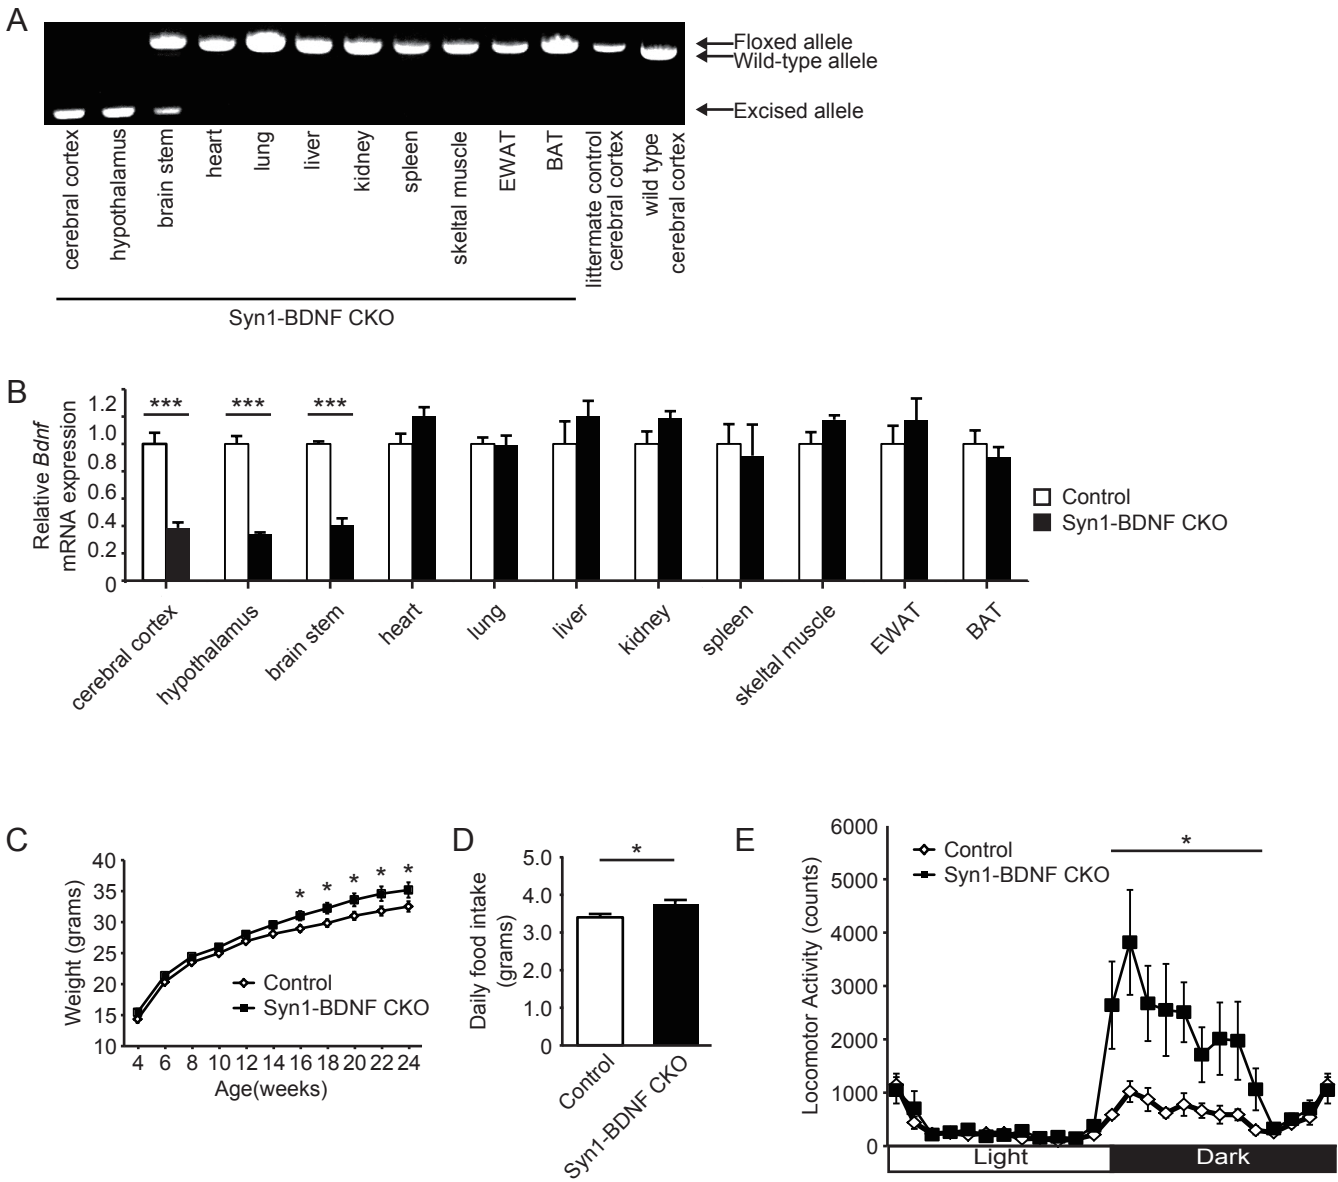 A
Floxed allele
Wild-type allele
Excised allele
cerebral cortex
hypothalamus
brain stem
heart
lung
liver
kidney
spleen
skeltal muscle
EWAT
BAT
littermate control
cerebral cortex
wild type
cerebral cortex
Syn1-BDNF CKO
B
Relative Bdnf
mRNA expression
1.2
1.0
0.8
0.6
0.4
0.2
0
***
***
***
Control
Syn1-BDNF CKO
cerebral cortex
hypothalamus
brain stem
heart
lung
liver
kidney
spleen
skeltal muscle
EWAT
BAT
C
Weight (grams)
40
35
30
25
20
15
10
* * * * *
Control
Syn1-BDNF CKO
4 6 8 10 12 14 16 18 20 22 24
Age(weeks)
D
Daily food intake
(grams)
5.0
4.0
3.0
2.0
1.0
0
*
Control
Syn1-BDNF CKO
E
Locomotor Activity (counts)
6000
5000
4000
3000
2000
1000
0
Control
Syn1-BDNF CKO
*
Light
Dark